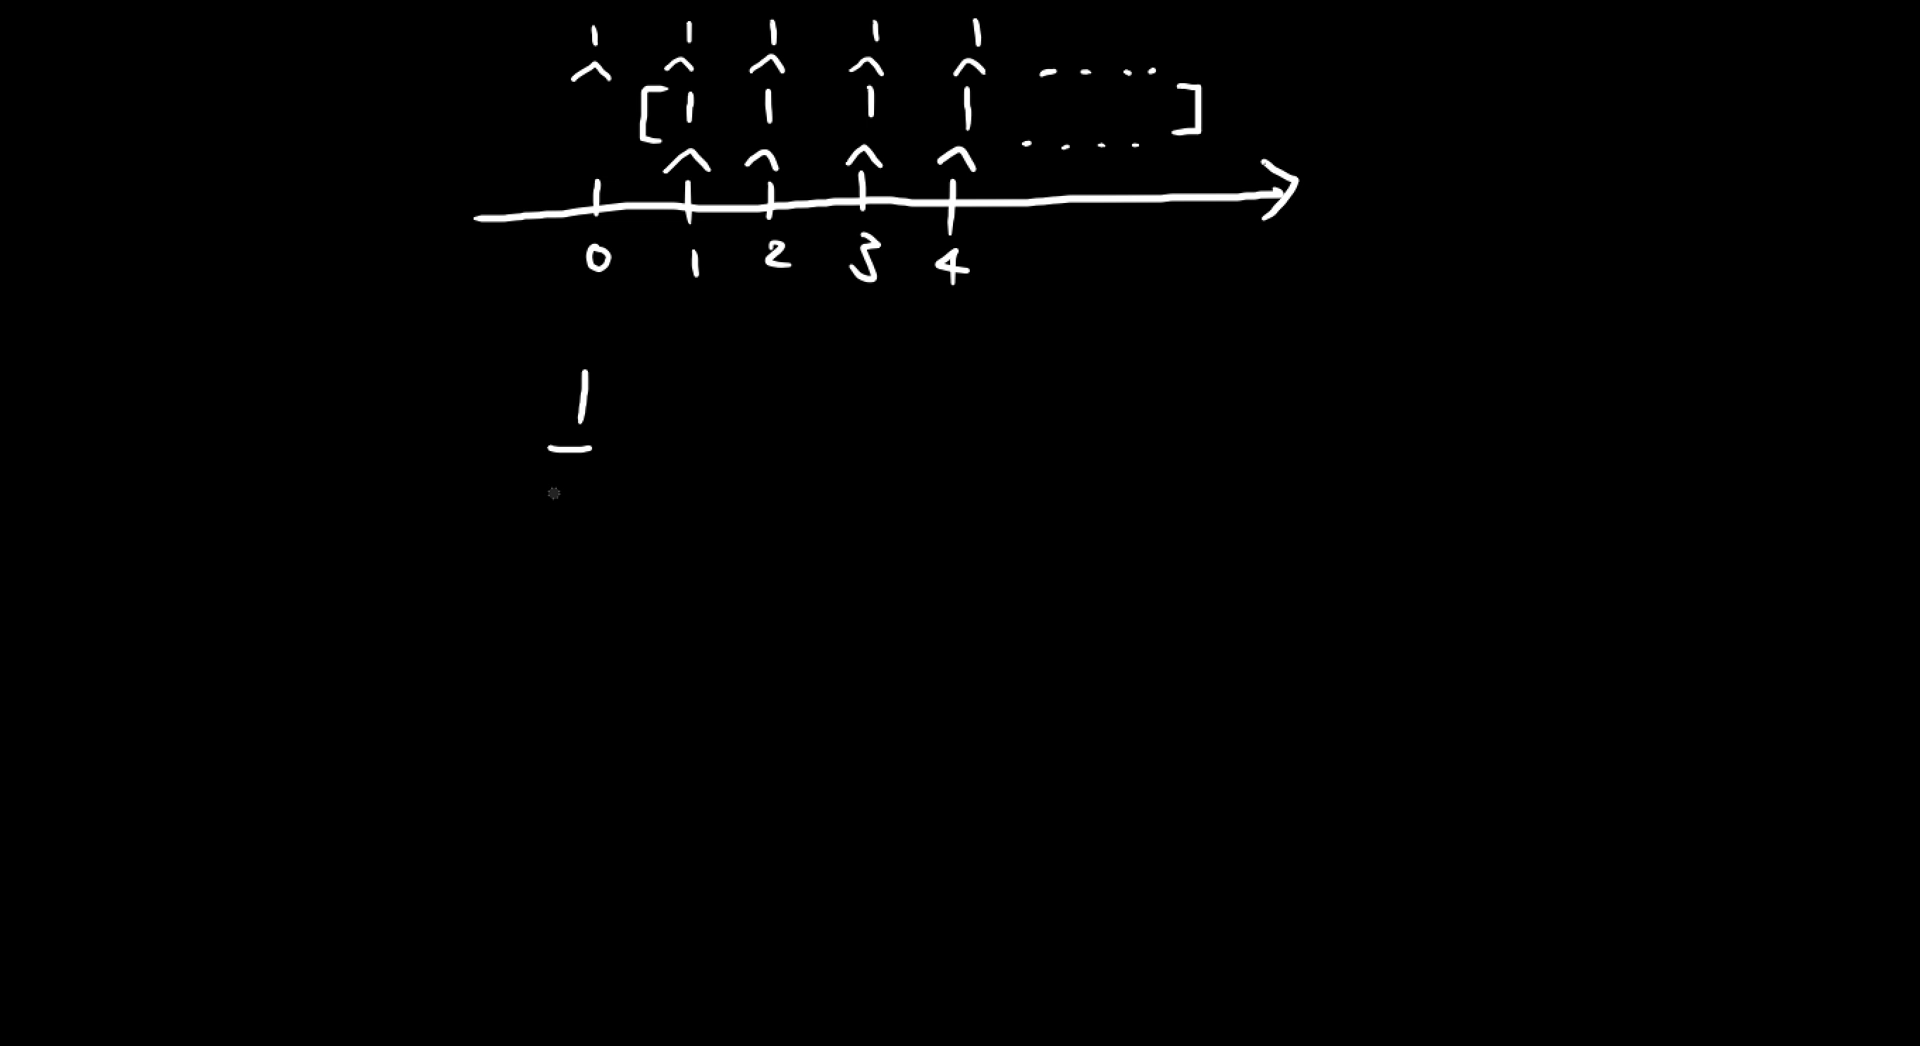 1 1 1 1 1
^ ^ ^ ^ ^ ....
[ 1 1 1 1 ]
^ ^ ^ ^ ....
0 1 2 3 4
1
—